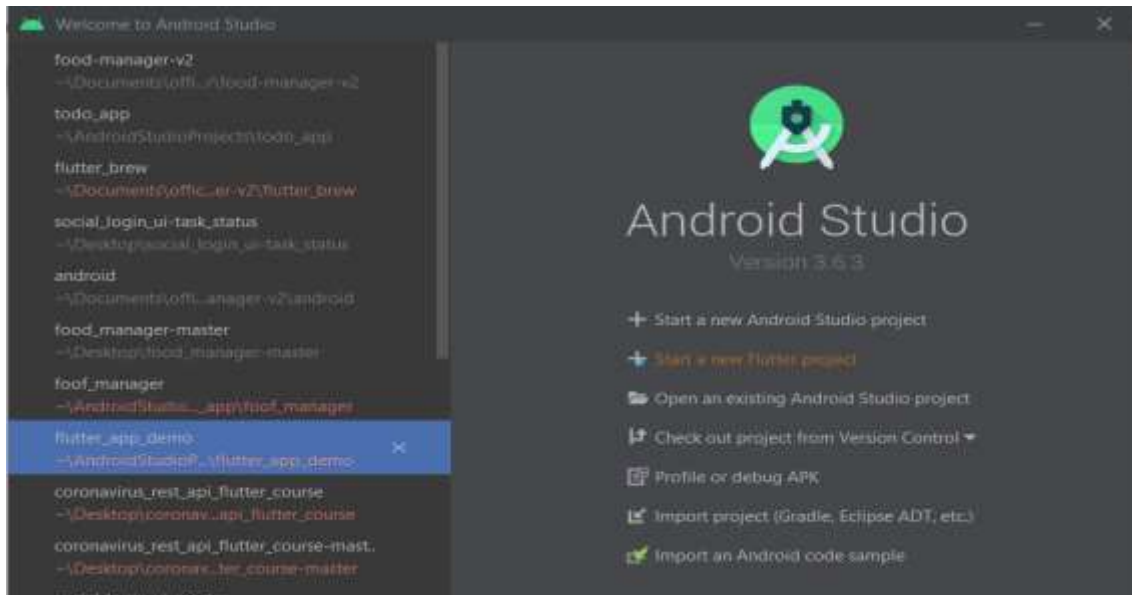 Welcome to Android Studio
food-manager-v2
~\Documents\offi...r\food-manager-v2
todo_app
~\AndroidStudioProjects\todo_app
flutter_brew
~\Documents\offic...er-v2\flutter_brew
social_login_ui-task_status
~\Desktop\social_login_ui-task_status
android
~\Documents\offi...anager-v2\android
food_manager-master
~\Desktop\food_manager-master
foof_manager
~\AndroidStudio..._app\foof_manager
flutter_app_demo
~\AndroidStudioP...\flutter_app_demo
coronavirus_rest_api_flutter_course
~\Desktop\coronav...api_flutter_course
coronavirus_rest_api_flutter_course-mast..
~\Desktop\coronav...ter_course-master
Android Studio
Version 3.6.3
Start a new Android Studio project
Start a new Flutter project
Open an existing Android Studio project
Check out project from Version Control
Profile or debug APK
Import project (Gradle, Eclipse ADT, etc.)
Import an Android code sample